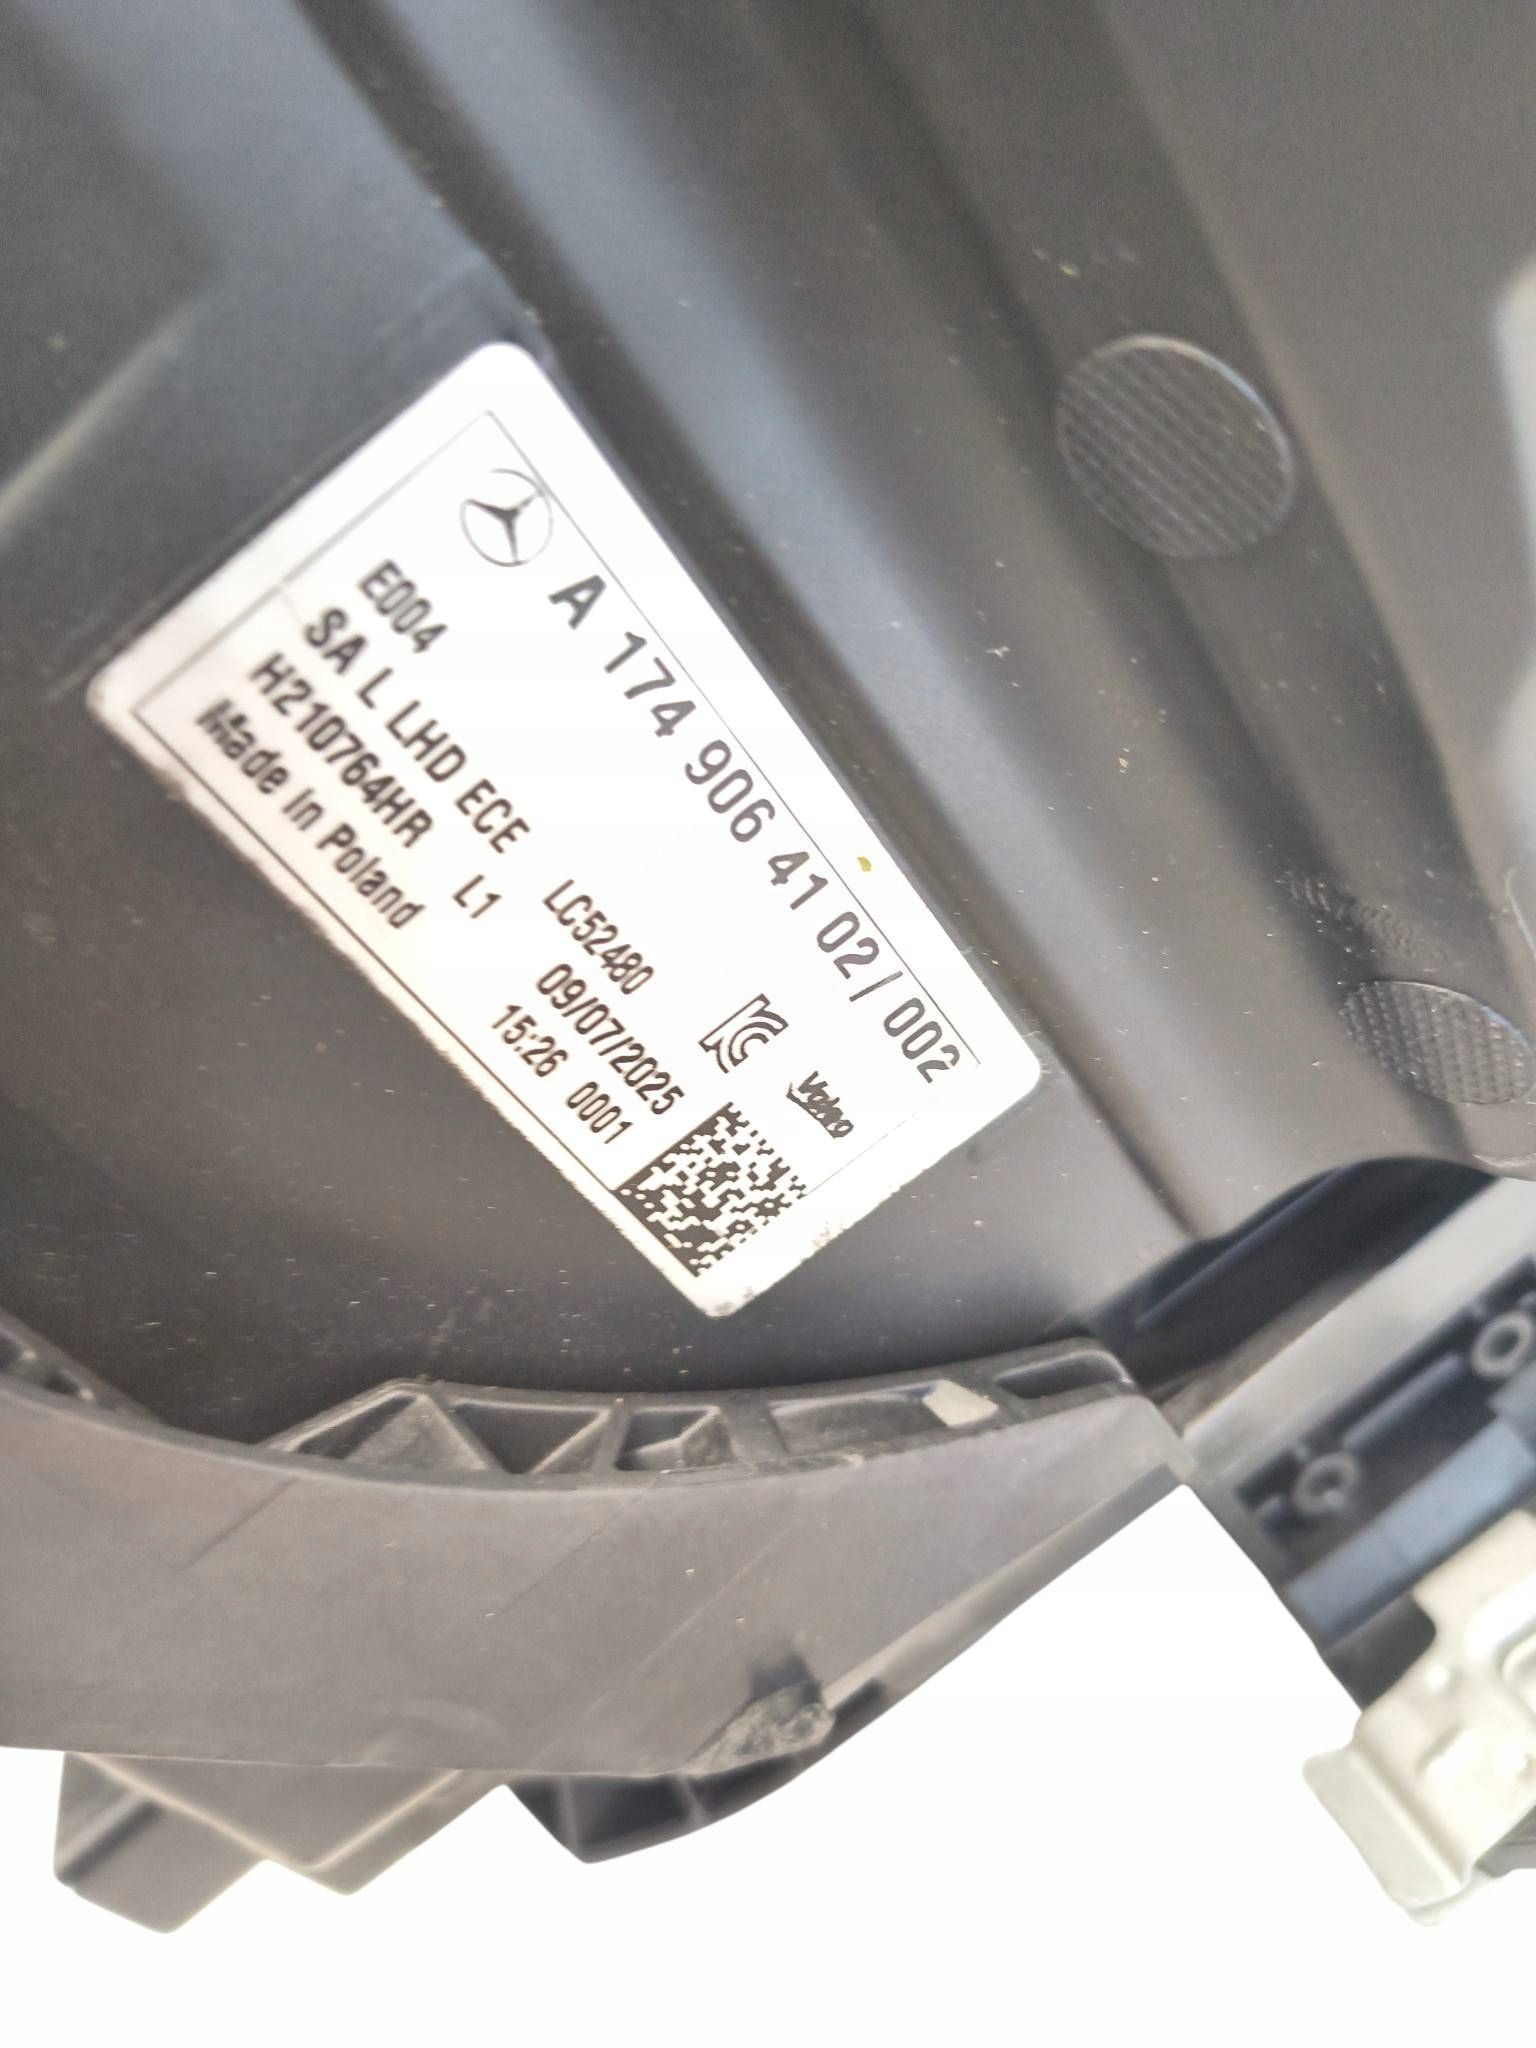 A 174 906 41 02/ 002
E004
SA L LHD ECE LC52480
H210764HR L1 09/07/2025
Made in Poland 15:26 0001
Valeo